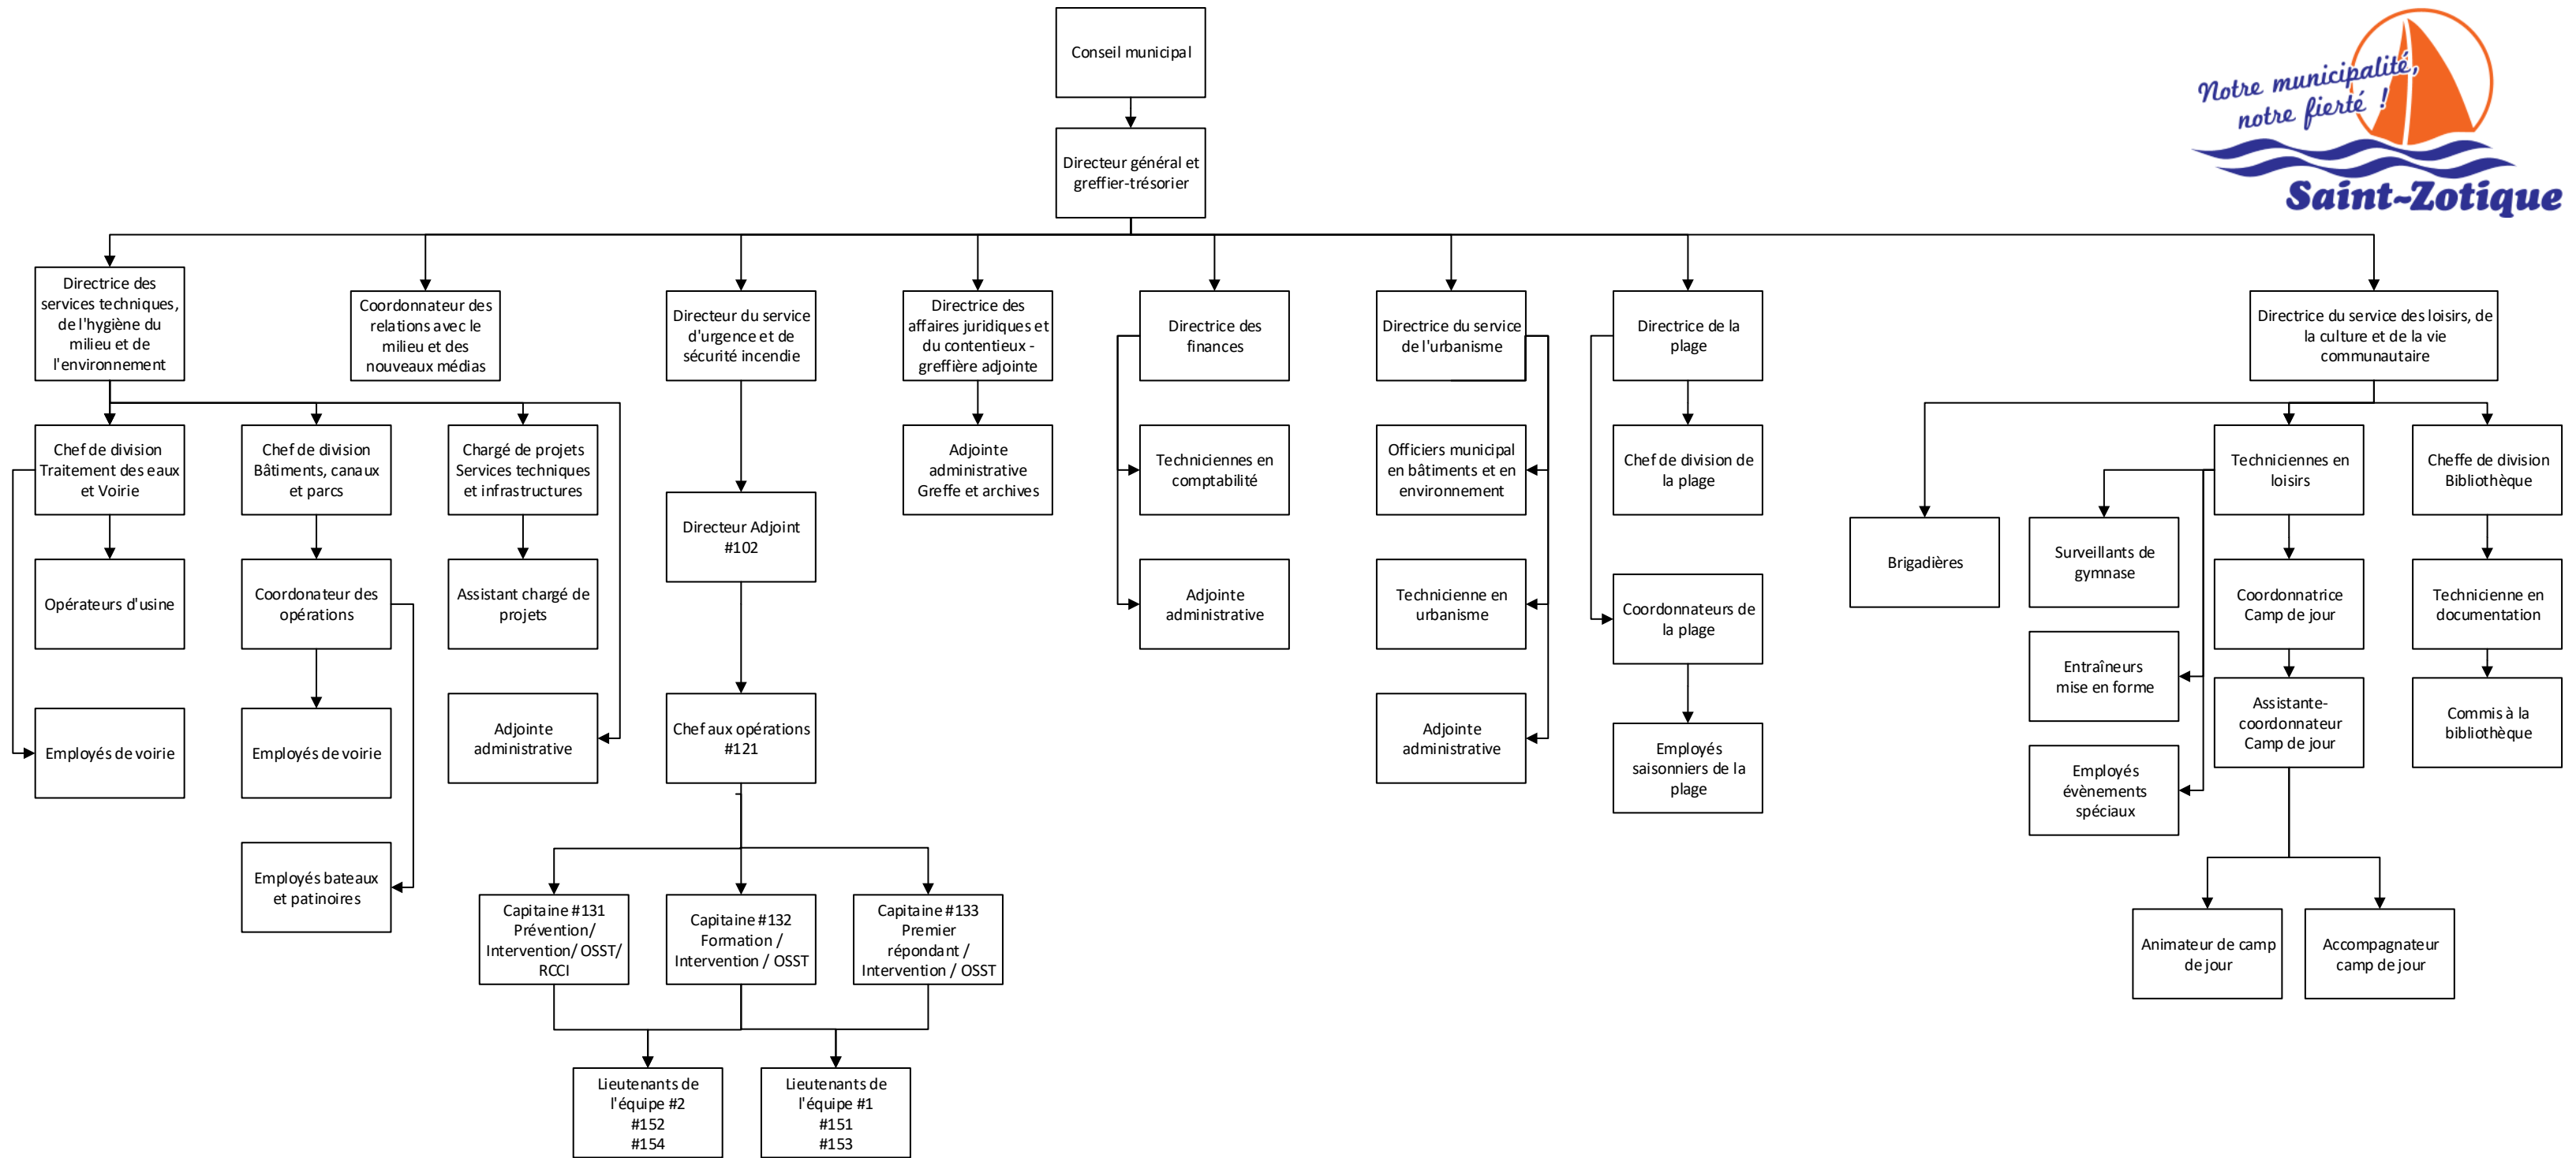 Conseil municipal
Notre municipalité,
notre fierté !
Saint~Zotique
Directeur général et
greffier-trésorier
Directrice des
services techniques,
de l'hygiène du
milieu et de
l'environnement
Coordonnateur des
relations avec le
milieu et des
nouveaux médias
Directeur du service
d'urgence et de
sécurité incendie
Directrice des
affaires juridiques et
du contentieux -
greffière adjointe
Directrice des
finances
Directrice du service
de l'urbanisme
Directrice de la
plage
Directrice du service des loisirs, de
la culture et de la vie
communautaire
Chef de division
Traitement des eaux
et Voirie
Chef de division
Bâtiments, canaux
et parcs
Chargé de projets
Services techniques
et infrastructures
Adjointe
administrative
Greffe et archives
Techniciennes en
comptabilité
Officiers municipal
en bâtiments et en
environnement
Chef de division de
la plage
Techniciennes en
loisirs
Cheffe de division
Bibliothèque
Directeur Adjoint
#102
Brigadières
Surveillants de
gymnase
Opérateurs d'usine
Coordonateur des
opérations
Assistant chargé de
projets
Adjointe
administrative
Technicienne en
urbanisme
Coordonnateurs de
la plage
Coordonnatrice
Camp de jour
Technicienne en
documentation
Entraîneurs
mise en forme
Employés de voirie
Employés de voirie
Adjointe
administrative
Chef aux opérations
#121
Adjointe
administrative
Employés
saisonniers de la
plage
Assistante-
coordonnateur
Camp de jour
Commis à la
bibliothèque
Employés
évènements
spéciaux
Employés bateaux
et patinoires
Capitaine #131
Prévention/
Intervention/ OSST/
RCCI
Capitaine #132
Formation /
Intervention / OSST
Capitaine #133
Premier
répondant /
Intervention / OSST
Animateur de camp
de jour
Accompagnateur
camp de jour
Lieutenants de
l'équipe #2
#152
#154
Lieutenants de
l'équipe #1
#151
#153